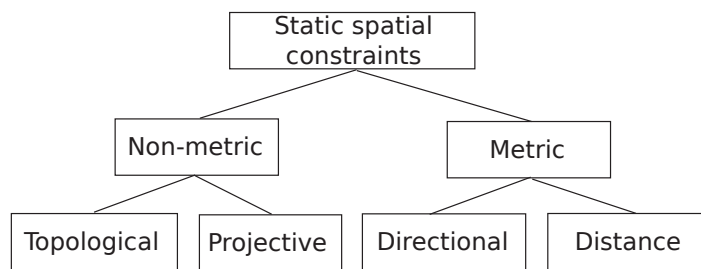 Static spatial
constraints
Non-metric
Metric
Topological
Projective
Directional
Distance